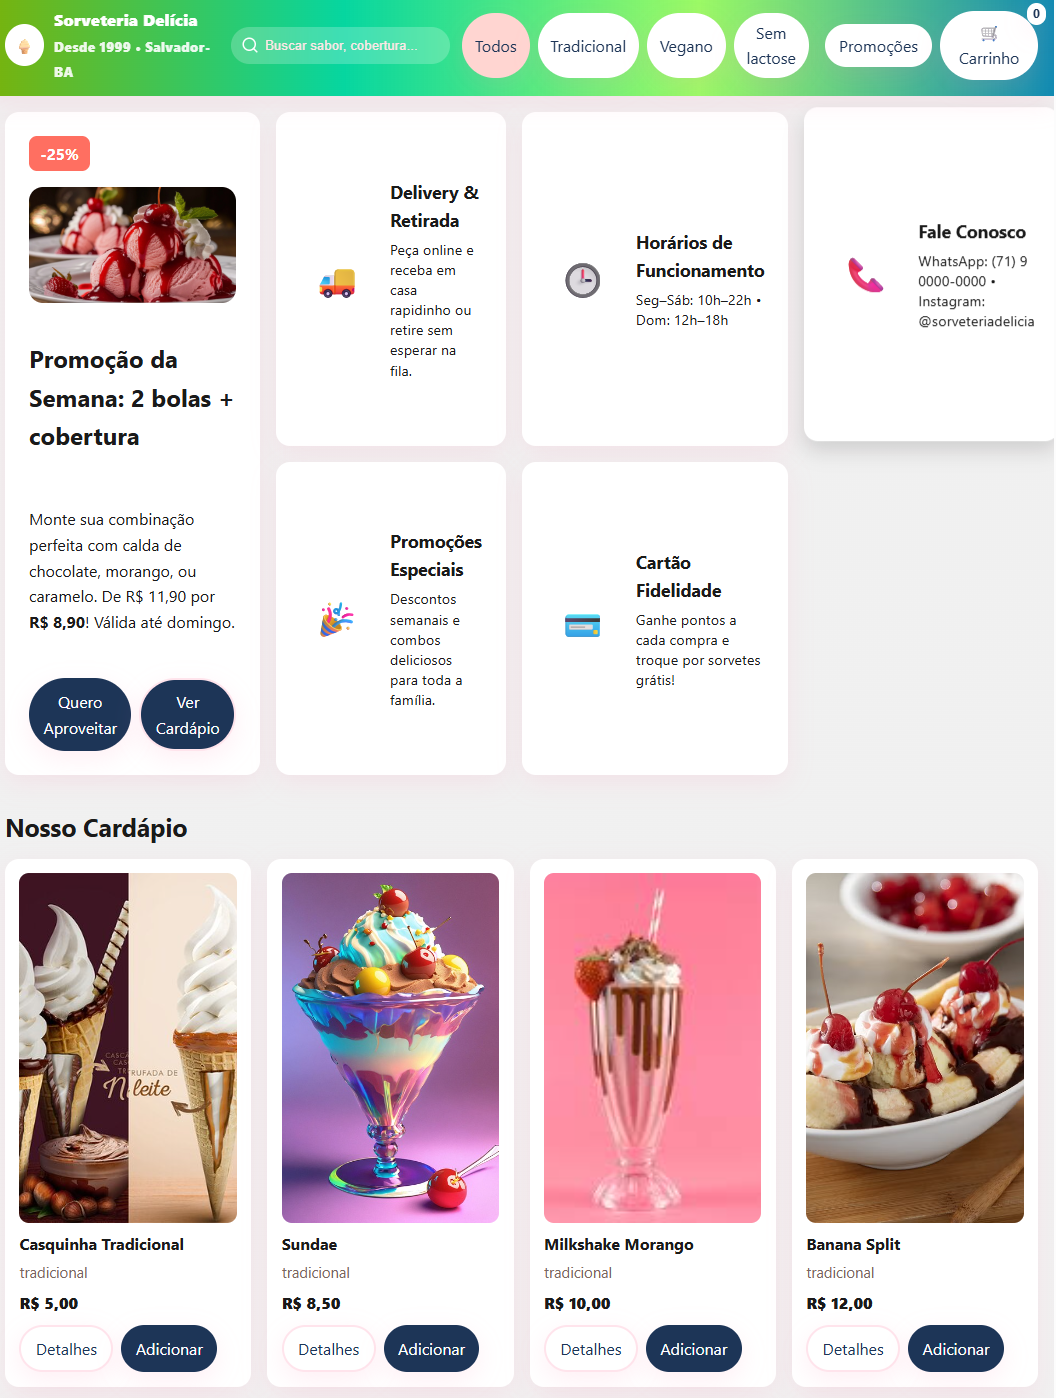 Sorveteria Delícia
Desde 1999 • Salvador-
BA
Buscar sabor, cobertura...
Todos
Tradicional
Vegano
Sem
lactose
Promoções
Carrinho
0
-25%
Promoção da
Semana: 2 bolas +
cobertura
Monte sua combinação
perfeita com calda de
chocolate, morango, ou
caramelo. De R$ 11,90 por
R$ 8,90! Válida até domingo.
Quero
Aproveitar
Ver
Cardápio
Delivery &
Retirada
Peça online e
receba em
casa
rapidinho ou
retire sem
esperar na
fila.
Horários de
Funcionamento
Seg–Sáb: 10h–22h •
Dom: 12h–18h
Fale Conosco
WhatsApp: (71) 9
0000-0000 •
Instagram:
@sorveteriadelicia
Promoções
Especiais
Descontos
semanais e
combos
deliciosos
para toda a
família.
Cartão
Fidelidade
Ganhe pontos a
cada compra e
troque por sorvetes
grátis!
Nosso Cardápio
TRUFADA DE
leite
Casquinha Tradicional
tradicional
R$ 5,00
Detalhes
Adicionar
Sundae
tradicional
R$ 8,50
Detalhes
Adicionar
Milkshake Morango
tradicional
R$ 10,00
Detalhes
Adicionar
Banana Split
tradicional
R$ 12,00
Detalhes
Adicionar